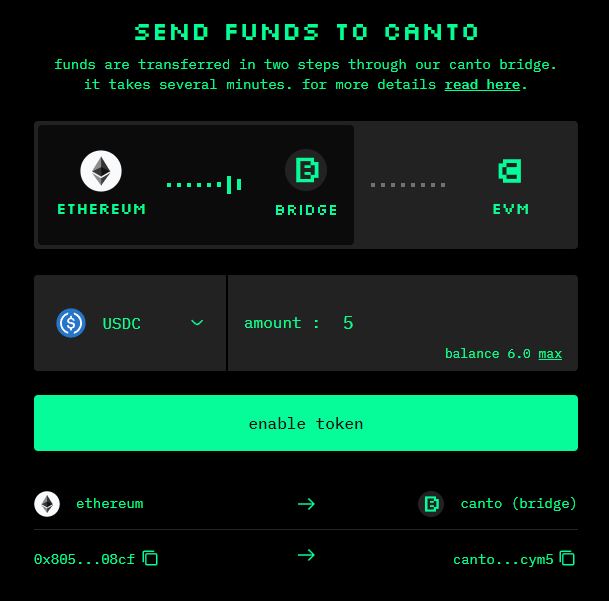 SEND FUNDS TO CANTO
funds are transferred in two steps through our canto bridge.
it takes several minutes. for more details read here.
ETHEREUM
BRIDGE
EVM
USDC
amount : 5
balance 6.0 max
enable token
ethereum → canto (bridge)
0x805...08cf → canto...cym5